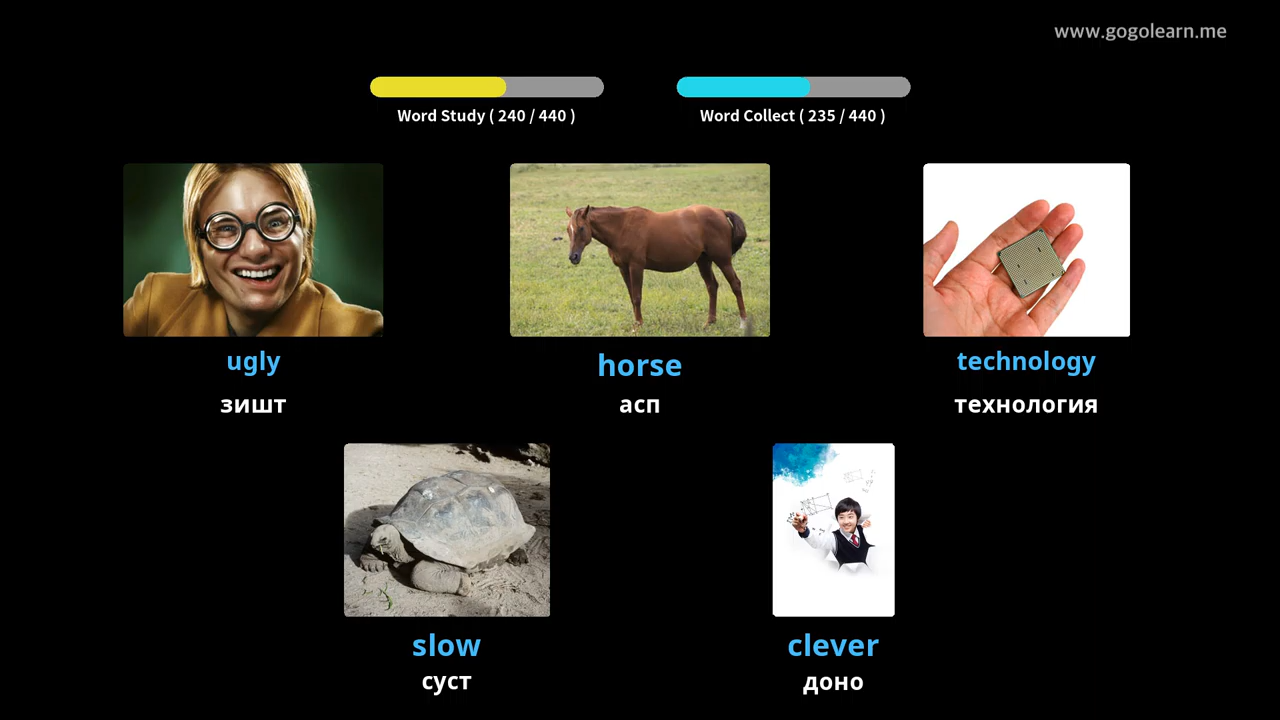 www.gogolearn.me
Word Study ( 240 / 440 )
Word Collect ( 235 / 440 )
ugly
зишт
horse
асп
technology
технология
slow
суст
clever
доно